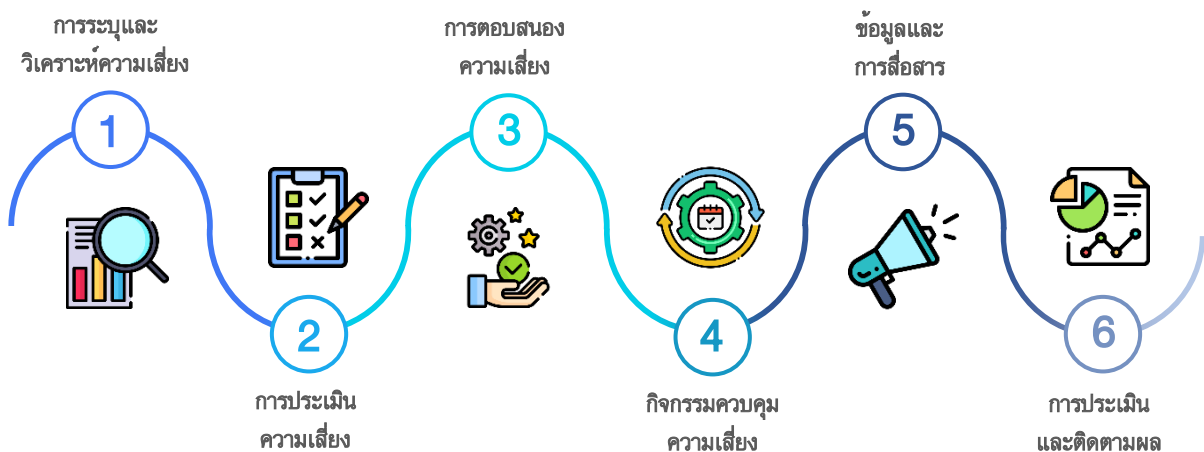 การระบุและ
วิเคราะห์ความเสี่ยง
1
2
การประเมิน
ความเสี่ยง
การตอบสนอง
ความเสี่ยง
3
4
กิจกรรมควบคุม
ความเสี่ยง
ข้อมูลและ
การสื่อสาร
5
6
การประเมิน
และติดตามผล